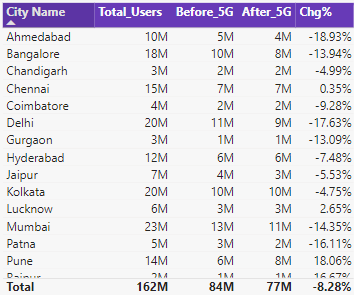 City Name Total_Users Before_5G After_5G Chg%
Ahmedabad 10M 5M 4M -18.93%
Bangalore 18M 10M 8M -13.94%
Chandigarh 3M 2M 2M -4.99%
Chennai 15M 7M 7M 0.35%
Coimbatore 4M 2M 2M -9.28%
Delhi 20M 11M 9M -17.63%
Gurgaon 3M 1M 1M -13.09%
Hyderabad 12M 6M 6M -7.48%
Jaipur 7M 4M 3M -5.53%
Kolkata 20M 10M 10M -4.75%
Lucknow 6M 3M 3M 2.65%
Mumbai 23M 13M 11M -14.35%
Patna 5M 3M 2M -16.11%
Pune 14M 6M 8M 18.06%
Raipur 2M 1M 1M -16.67%
Total 162M 84M 77M -8.28%